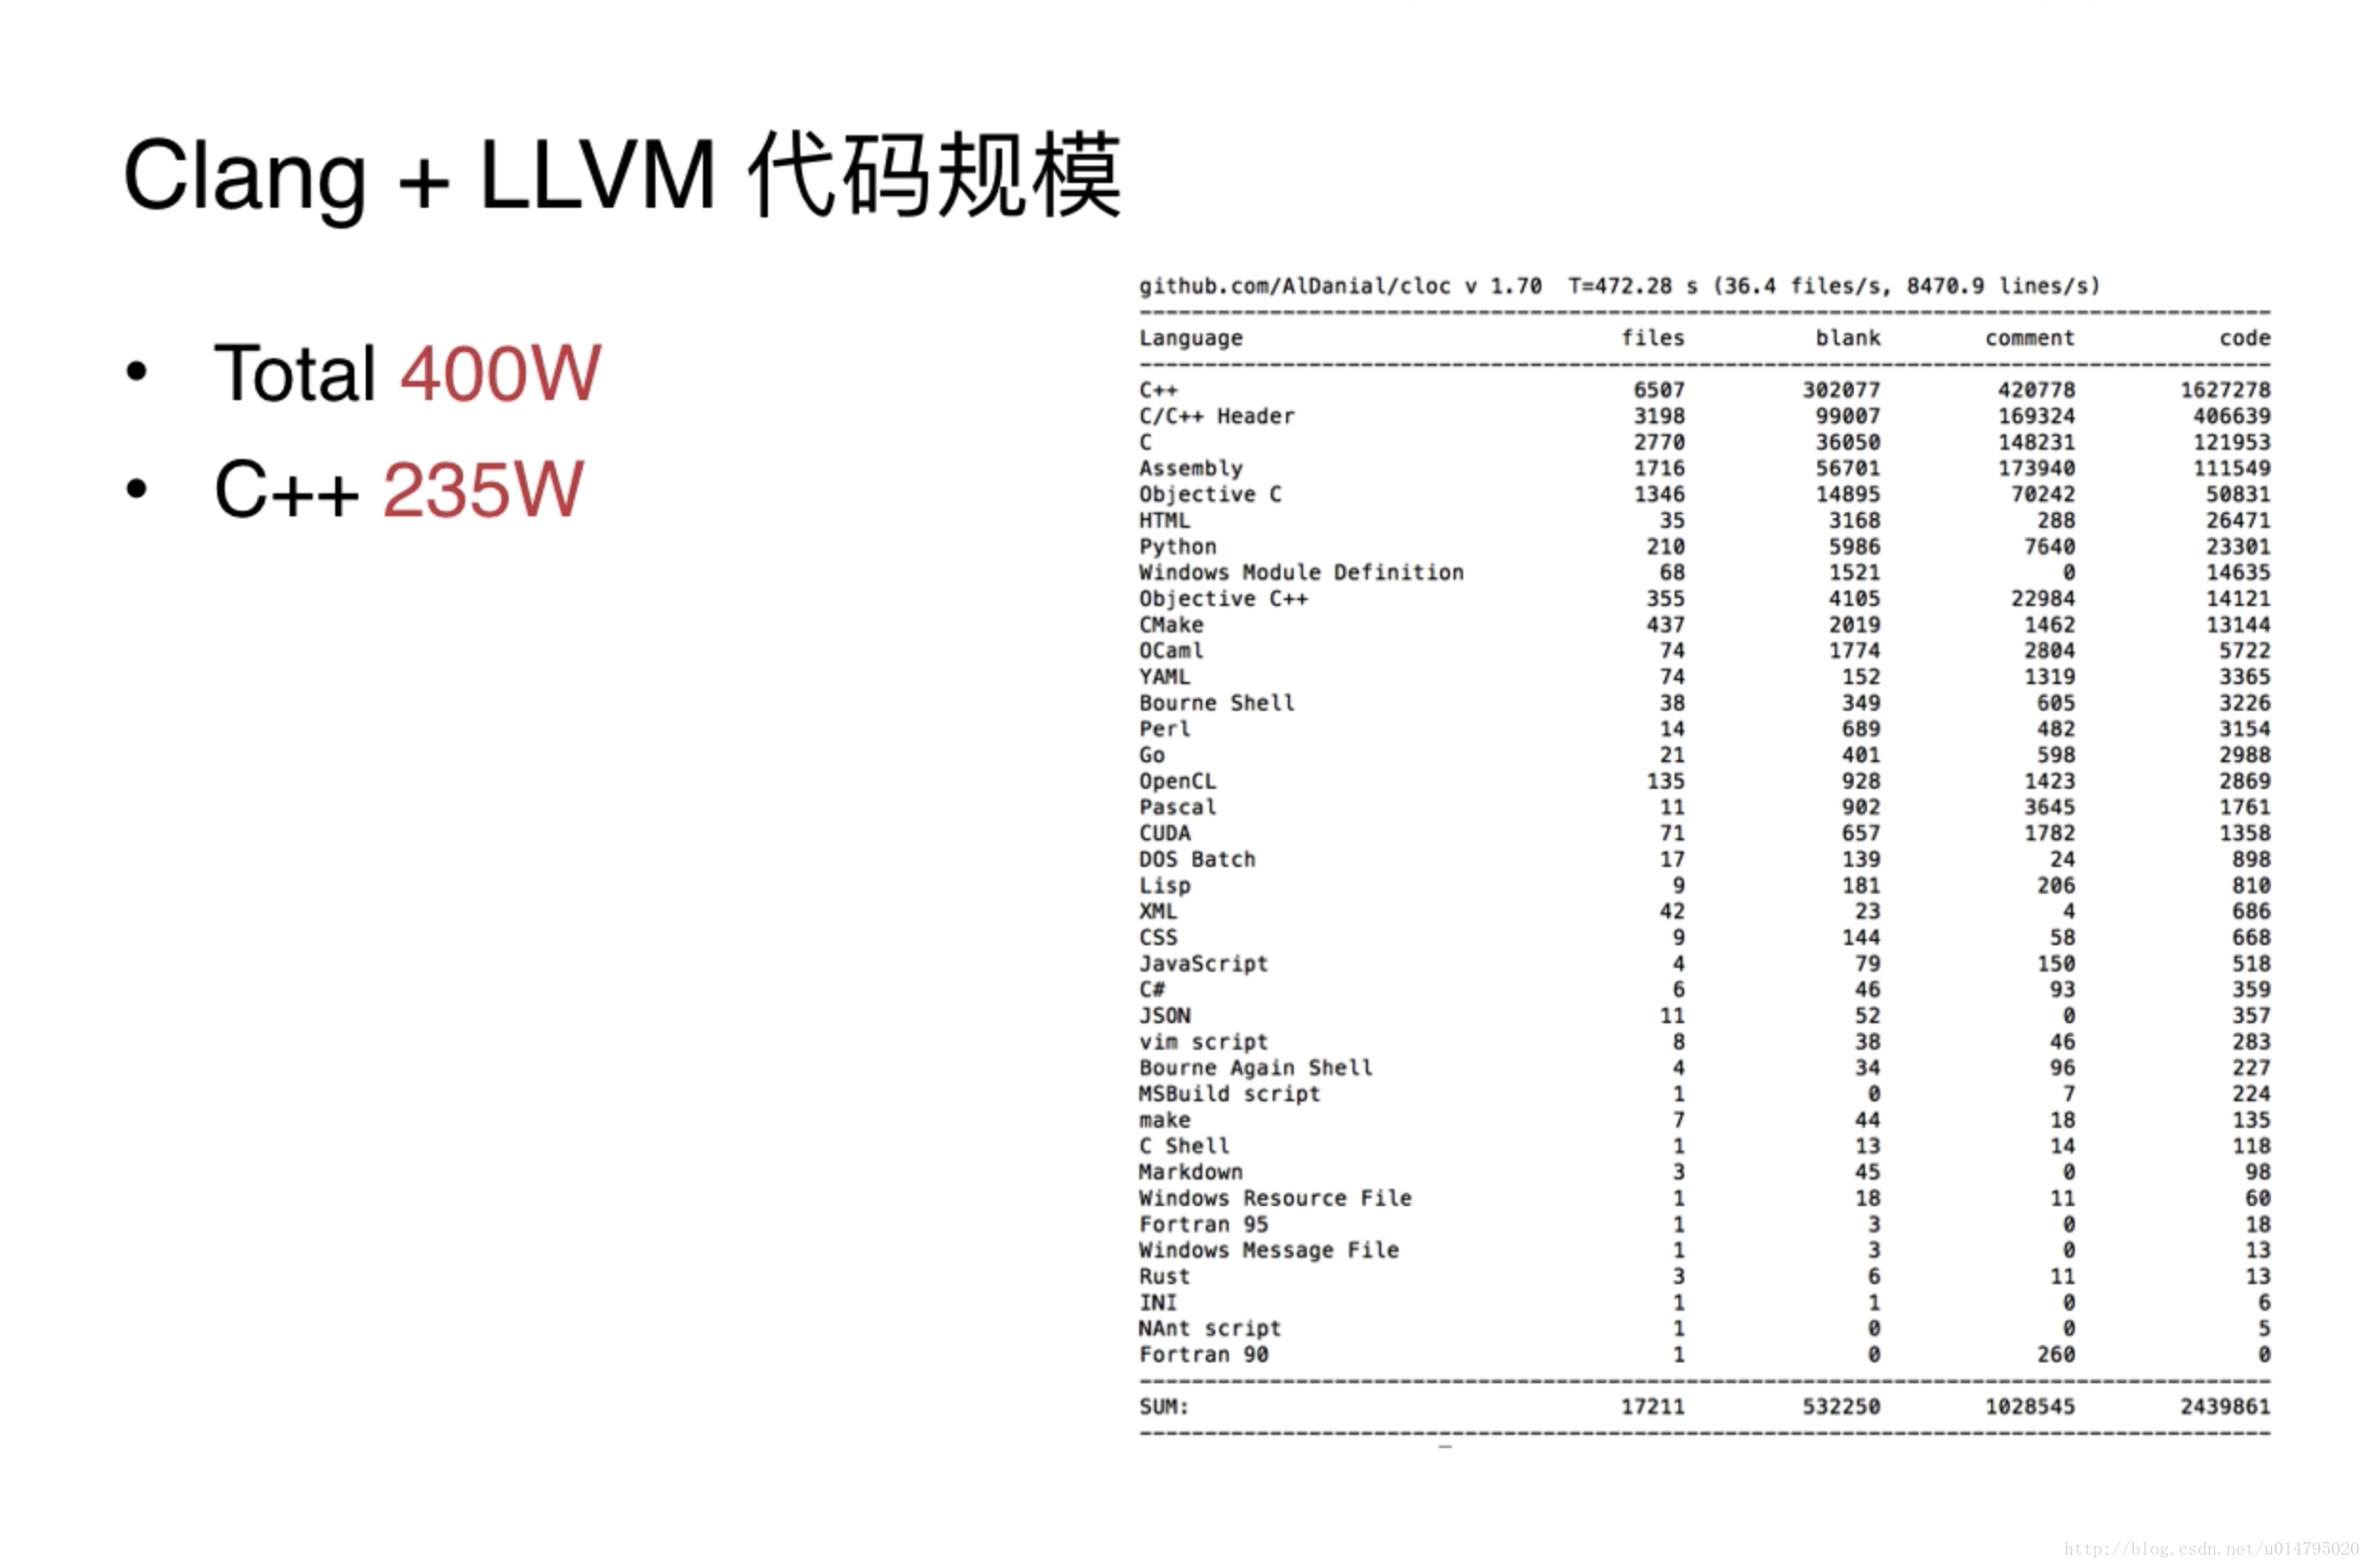 Clang + LLVM 代码规模
• Total 400W
• C++ 235W
github.com/AlDanial/cloc v 1.70  T=472.28 s (36.4 files/s, 8470.9 lines/s)
Language files blank comment code
C++ 6507 302077 420778 1627278
C/C++ Header 3198 99007 169324 406639
C 2770 36050 148231 121953
Assembly 1716 56701 173940 111549
Objective C 1346 14895 70242 50831
HTML 35 3168 288 26471
Python 210 5986 7640 23301
Windows Module Definition 68 1521 0 14635
Objective C++ 355 4105 22984 14121
CMake 437 2019 1462 13144
OCaml 74 1774 2804 5722
YAML 74 152 1319 3365
Bourne Shell 38 349 605 3226
Perl 14 689 482 3154
Go 21 401 598 2988
OpenCL 135 928 1423 2869
Pascal 11 902 3645 1761
CUDA 71 657 1782 1358
DOS Batch 17 139 24 898
Lisp 9 181 206 810
XML 42 23 4 686
CSS 9 144 58 668
JavaScript 4 79 150 518
C# 6 46 93 359
JSON 11 52 0 357
vim script 8 38 46 283
Bourne Again Shell 4 34 96 227
MSBuild script 1 0 7 224
make 7 44 18 135
C Shell 1 13 14 118
Markdown 3 45 0 98
Windows Resource File 1 18 11 60
Fortran 95 1 3 0 18
Windows Message File 1 3 0 13
Rust 3 6 11 13
INI 1 1 0 6
NAnt script 1 0 0 5
Fortran 90 1 0 260 0
SUM: 17211 532250 1028545 2439861
http://blog.csdn.net/u014795020